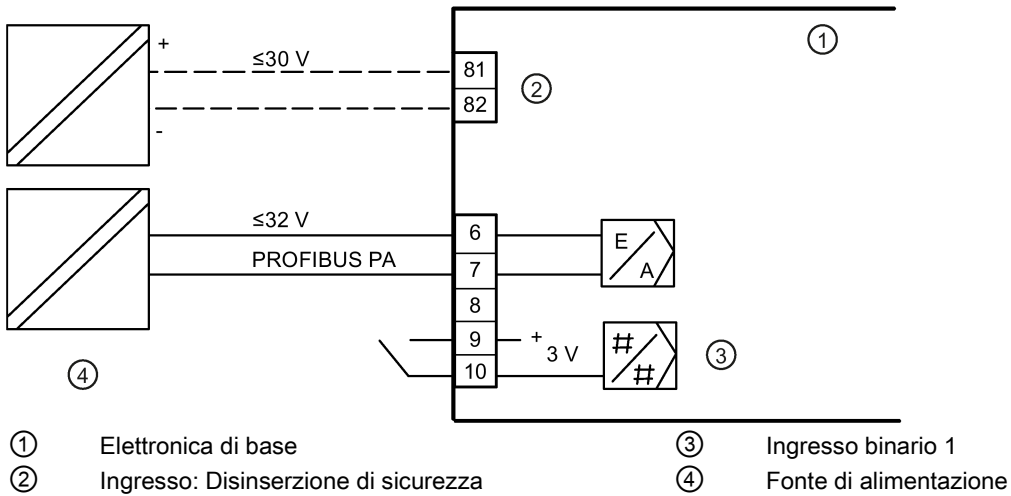 ①
+
≤30 V
81
②
82
-
≤32 V
6
E
PROFIBUS PA
7
A
8
9
+
3 V
#
③
10
#
④
① Elettronica di base
③ Ingresso binario 1
② Ingresso: Disinserzione di sicurezza
④ Fonte di alimentazione